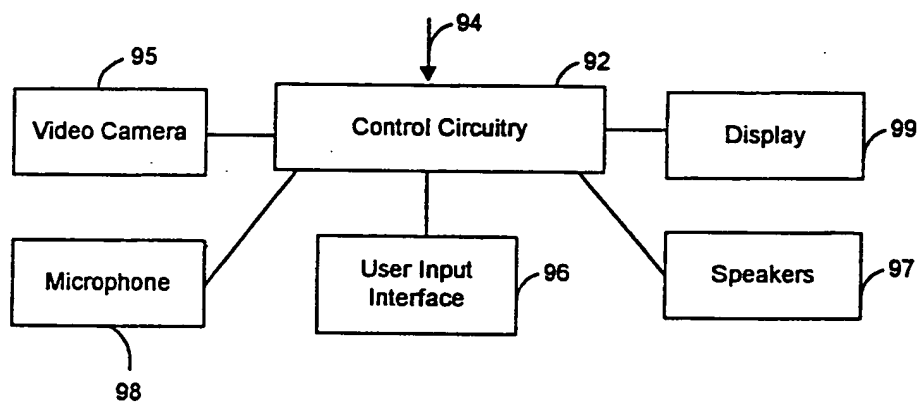 94
95
92
Video Camera
Control Circuitry
Display
99
Microphone
User Input
Interface
96
Speakers
97
98